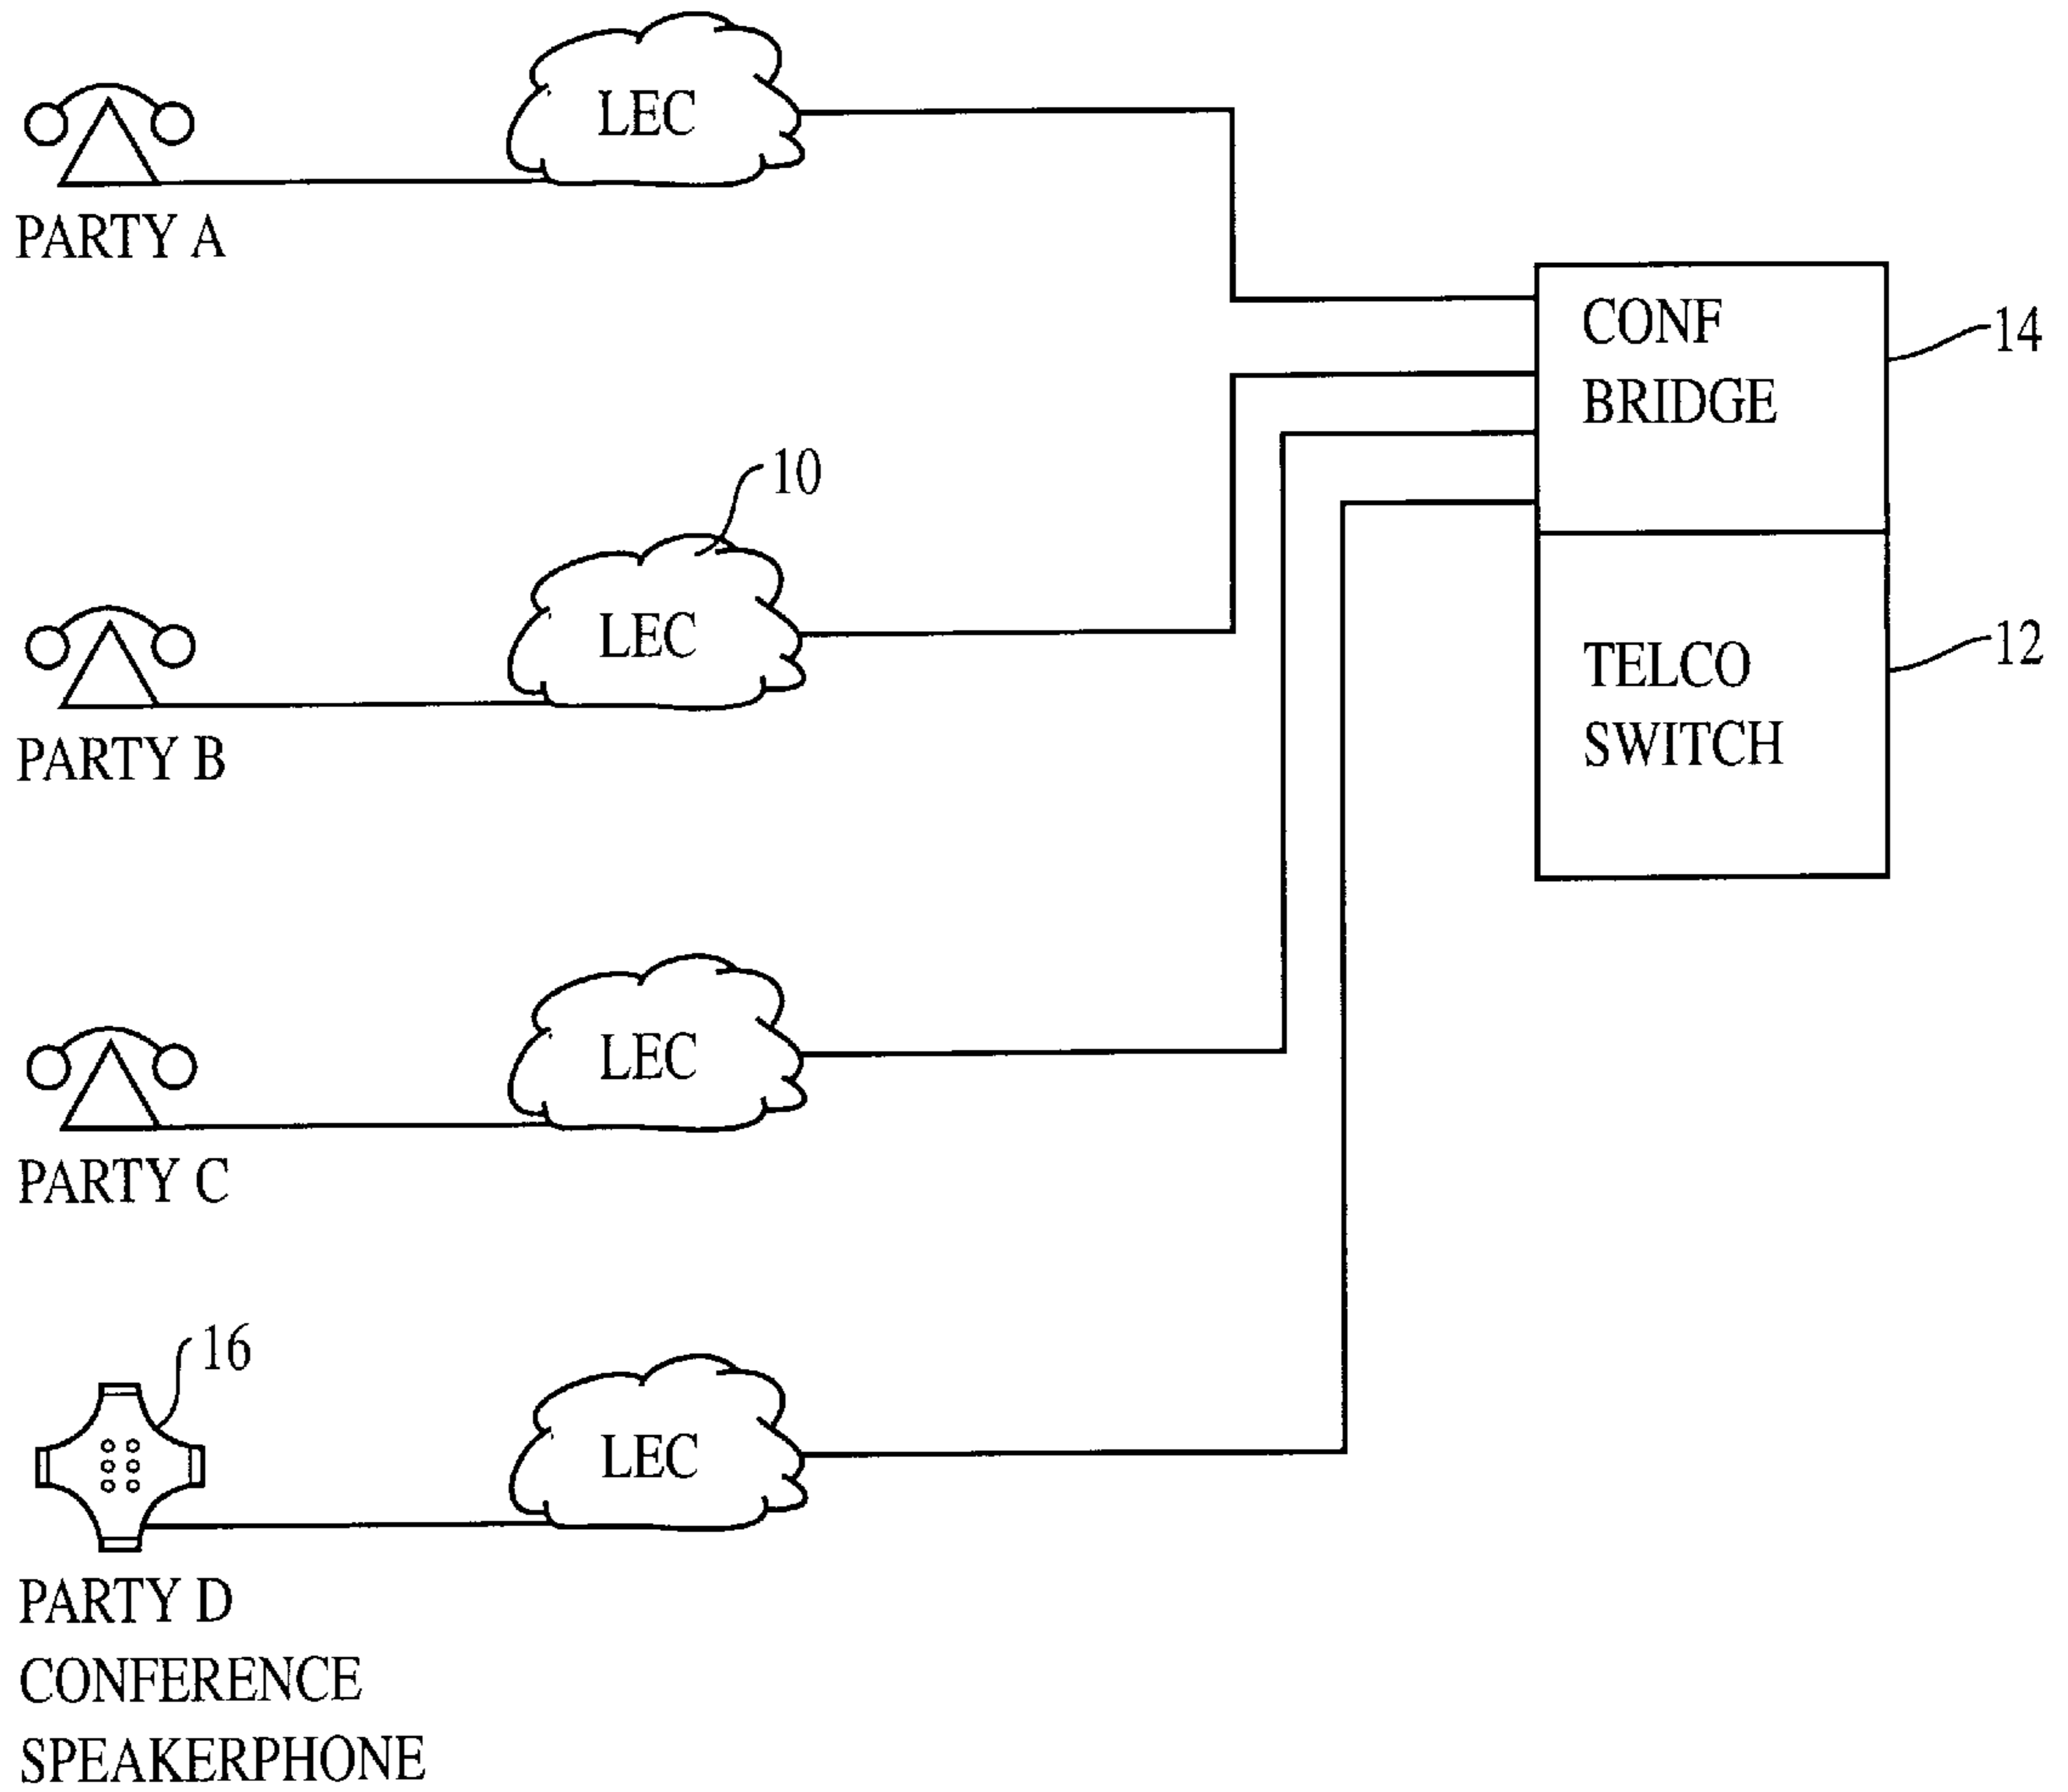 LEC
PARTY A
CONF
BRIDGE
14
10
LEC
PARTY B
TELCO
SWITCH
12
LEC
PARTY C
16
LEC
PARTY D
CONFERENCE
SPEAKERPHONE